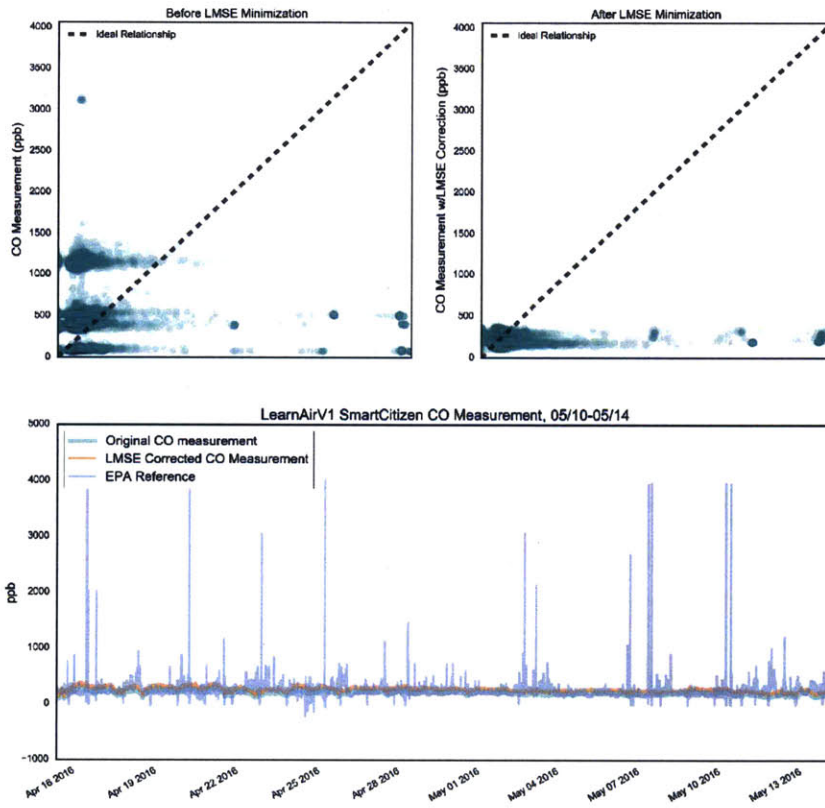 Before LMSE Minimization
Ideal Relationship
CO Measurement (ppb)
4000
3500
3000
2500
2000
1500
1000
500
0
After LMSE Minimization
Ideal Relationship
CO Measurement w/LMSE Correction (ppb)
4000
3500
3000
2500
2000
1500
1000
500
0
LearnAirV1 SmartCitizen CO Measurement, 05/10-05/14
Original CO measurement
LMSE Corrected CO Measurement
EPA Reference
ppb
5000
4000
3000
2000
1000
0
−1000
Apr 18 2016
Apr 19 2016
Apr 22 2016
Apr 25 2016
Apr 28 2016
May 01 2016
May 04 2016
May 07 2016
May 10 2016
May 13 2016